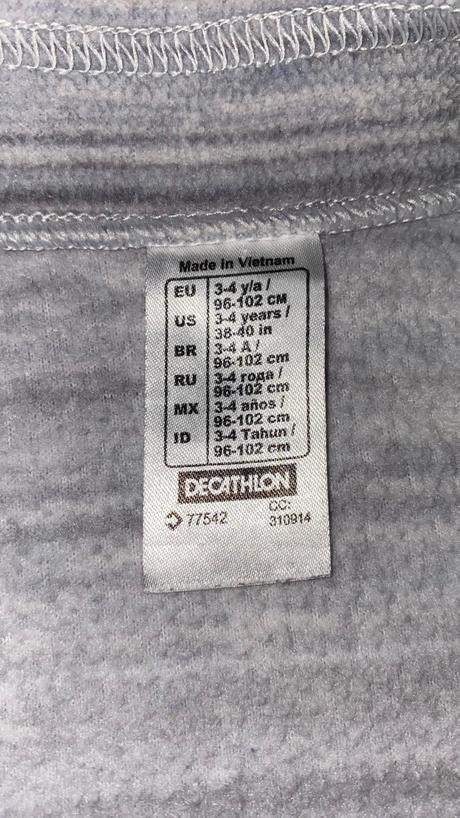 Made in Vietnam
EU 3-4 y/a /
96-102 CM
US 3-4 years /
38-40 in
BR 3-4 A /
96-102 cm
RU 3-4 года /
96-102 cm
MX 3-4 años /
96-102 cm
ID 3-4 Tahun /
96-102 cm
DECATHLON
77542 CC:
310914